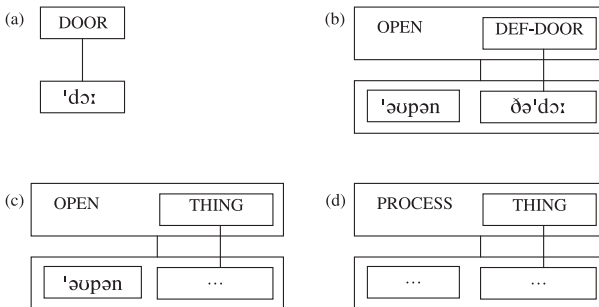 (a) DOOR
ˈdɔː
(b) OPEN DEF-DOOR
ˈəʊpən ðəˈdɔː
(c) OPEN THING
ˈəʊpən ...
(d) PROCESS THING
... ...